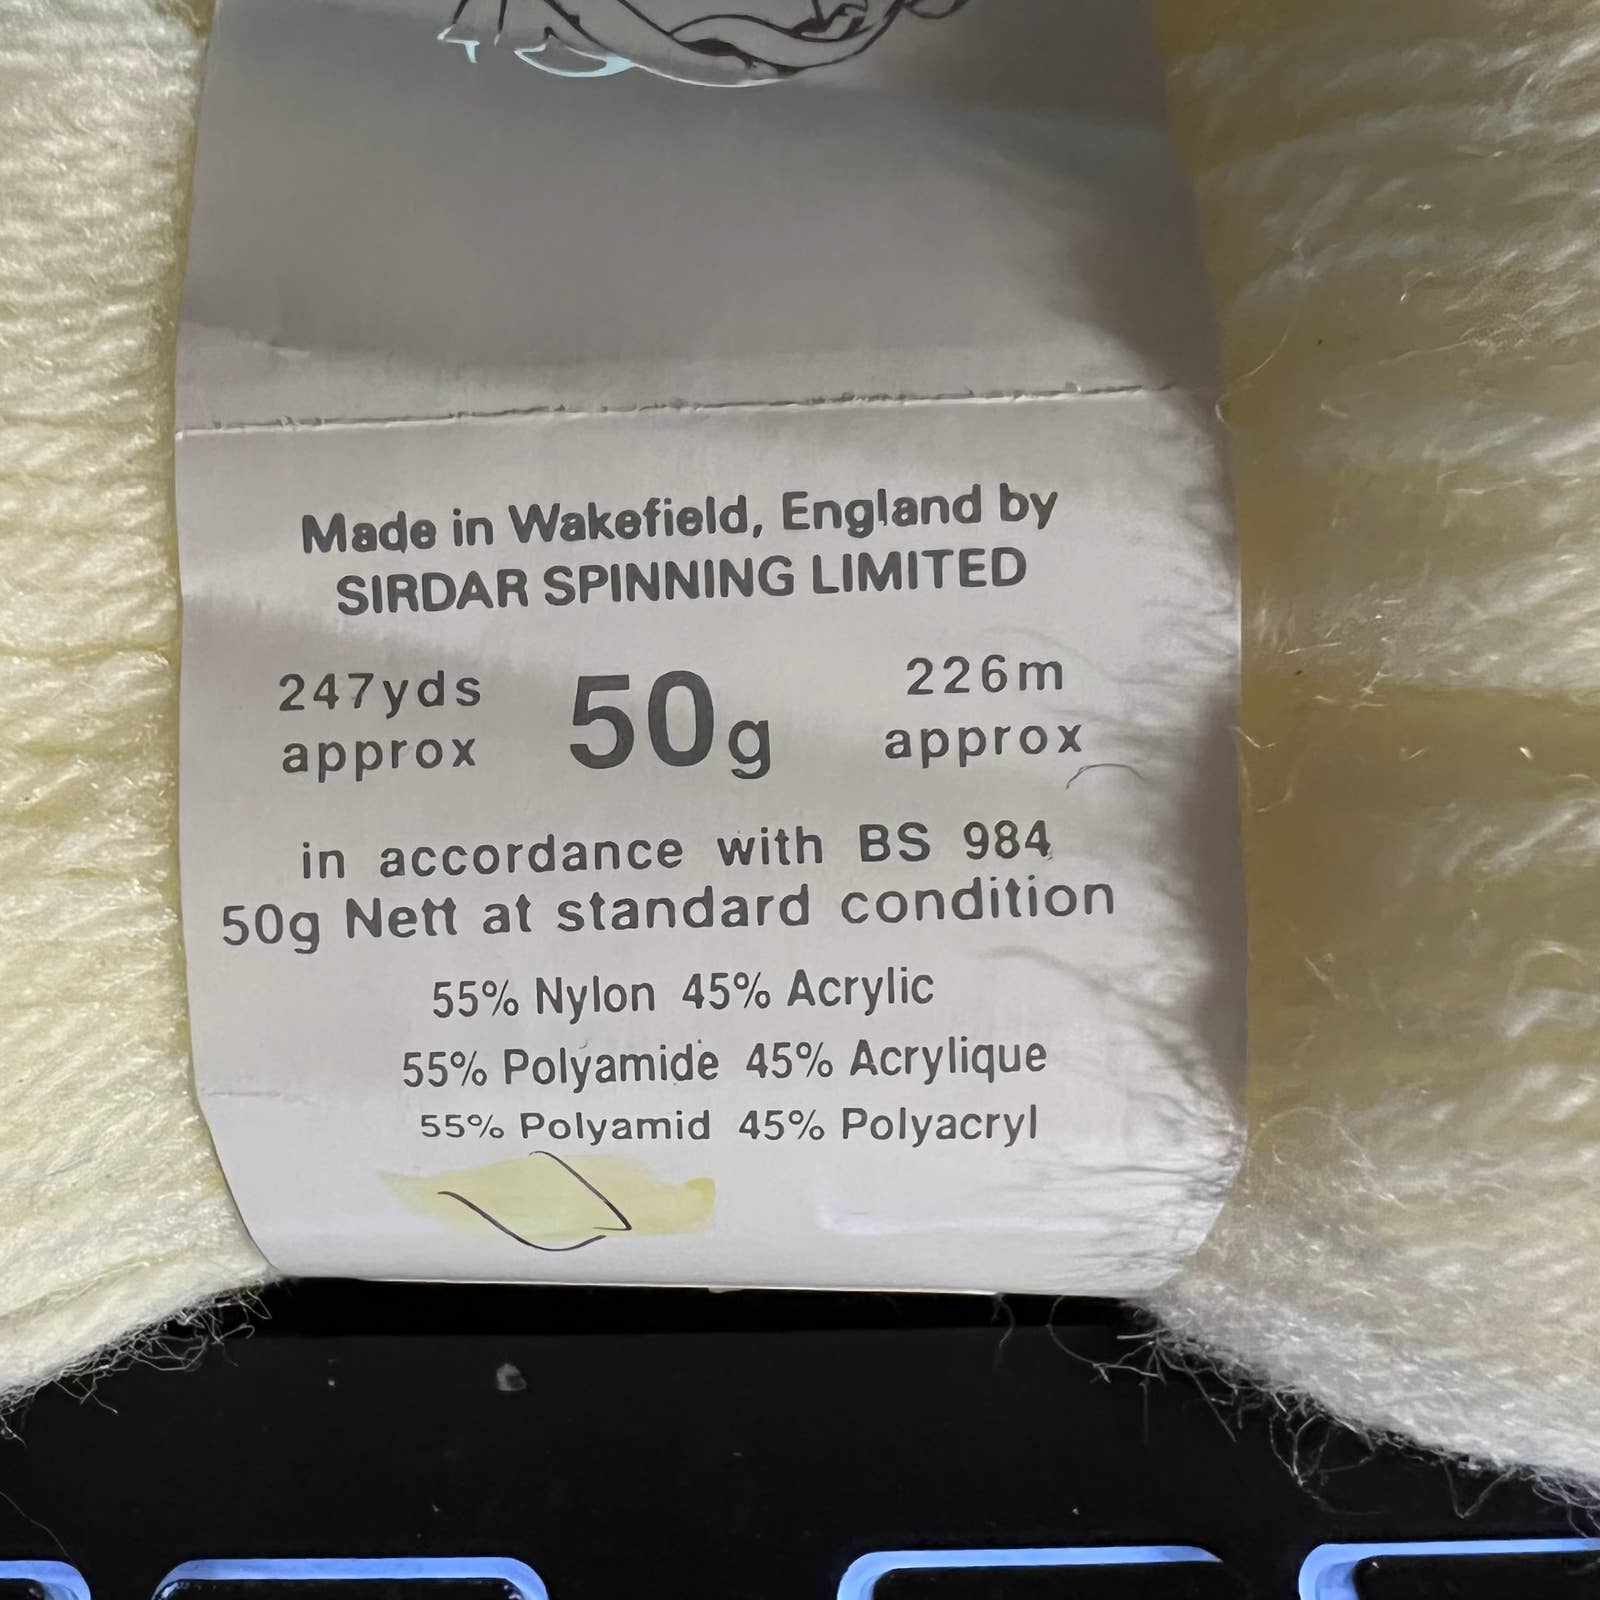 Made in Wakefield, England by
SIRDAR SPINNING LIMITED
247yds approx
50g
226m approx
in accordance with BS 984
50g Nett at standard condition
55% Nylon 45% Acrylic
55% Polyamide 45% Acrylique
55% Polyamid 45% Polyacryl